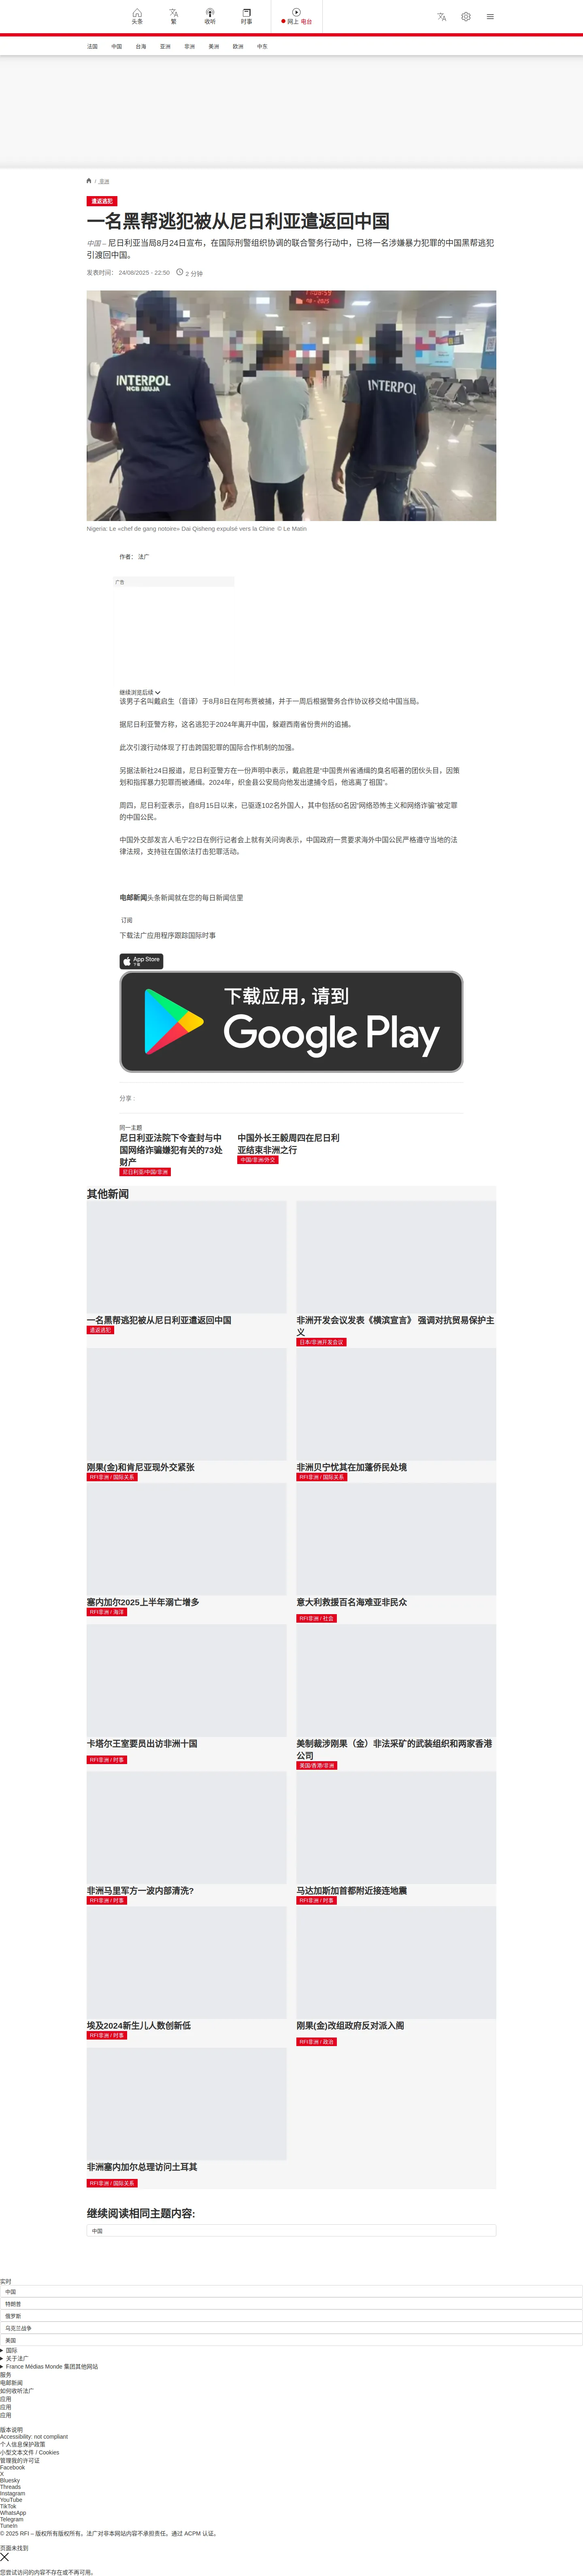 头条
繁
收听
时事
网上 电台
法国
中国
台海
亚洲
非洲
美洲
欧洲
中东
/ 非洲
遣返逃犯
一名黑帮逃犯被从尼日利亚遣返回中国
中国 – 尼日利亚当局8月24日宣布，在国际刑警组织协调的联合警务行动中，已将一名涉嫌暴力犯罪的中国黑帮逃犯
引渡回中国。
发表时间： 24/08/2025 - 22:50
2 分钟
INTERPOL
NCB ABUJA
INTERPOL
Nigeria: Le «chef de gang notoire» Dai Qisheng expulsé vers la Chine © Le Matin
作者： 法广
广告
继续浏览后续
该男子名叫戴启生（音译）于8月8日在阿布贾被捕，并于一周后根据警务合作协议移交给中国当局。
据尼日利亚警方称，这名逃犯于2024年离开中国，躲避西南省份贵州的追捕。
此次引渡行动体现了打击跨国犯罪的国际合作机制的加强。
另据法新社24日报道，尼日利亚警方在一份声明中表示，戴启胜是“中国贵州省通缉的臭名昭著的团伙头目，因策
划和指挥暴力犯罪而被通缉。2024年，织金县公安局向他发出逮捕令后，他逃离了祖国”。
周四，尼日利亚表示，自8月15日以来，已驱逐102名外国人，其中包括60名因“网络恐怖主义和网络诈骗”被定罪
的中国公民。
中国外交部发言人毛宁22日在例行记者会上就有关问询表示，中国政府一贯要求海外中国公民严格遵守当地的法
律法规，支持驻在国依法打击犯罪活动。
电邮新闻头条新闻就在您的每日新闻信里
订阅
下载法广应用程序跟踪国际时事
App Store
下载
下载应用，请到
Google Play
分享 :
同一主题
尼日利亚法院下令查封与中
国网络诈骗嫌犯有关的73处
财产
尼日利亚/中国/非洲
中国外长王毅周四在尼日利
亚结束非洲之行
中国/非洲/外交
其他新闻
一名黑帮逃犯被从尼日利亚遣返回中国
遣返逃犯
非洲开发会议发表《横滨宣言》 强调对抗贸易保护主
义
日本/非洲开发会议
刚果(金)和肯尼亚现外交紧张
RFI非洲 / 国际关系
非洲贝宁忧其在加蓬侨民处境
RFI非洲 / 国际关系
塞内加尔2025上半年溺亡增多
RFI非洲 / 海洋
意大利救援百名海难亚非民众
RFI非洲 / 社会
卡塔尔王室要员出访非洲十国
RFI非洲 / 时事
美制裁涉刚果（金）非法采矿的武装组织和两家香港
公司
美国/香港/非洲
非洲马里军方一波内部清洗?
RFI非洲 / 时事
马达加斯加首都附近接连地震
RFI非洲 / 时事
埃及2024新生儿人数创新低
RFI非洲 / 时事
刚果(金)改组政府反对派入阁
RFI非洲 / 政治
非洲塞内加尔总理访问土耳其
RFI非洲 / 国际关系
继续阅读相同主题内容:
中国
实时
中国
特朗普
俄罗斯
乌克兰战争
美国
国际
关于法广
France Médias Monde 集团其他网站
服务
电邮新闻
如何收听法广
应用
应用
应用
版本说明
Accessibility: not compliant
个人信息保护政策
小型文本文件 / Cookies
管理我的许可证
Facebook
X
Bluesky
Threads
Instagram
YouTube
TikTok
WhatsApp
Telegram
TuneIn
© 2025 RFI – 版权所有版权所有。法广对非本网站内容不承担责任。通过 ACPM 认证。
页面未找到
您尝试访问的内容不存在或不再可用。